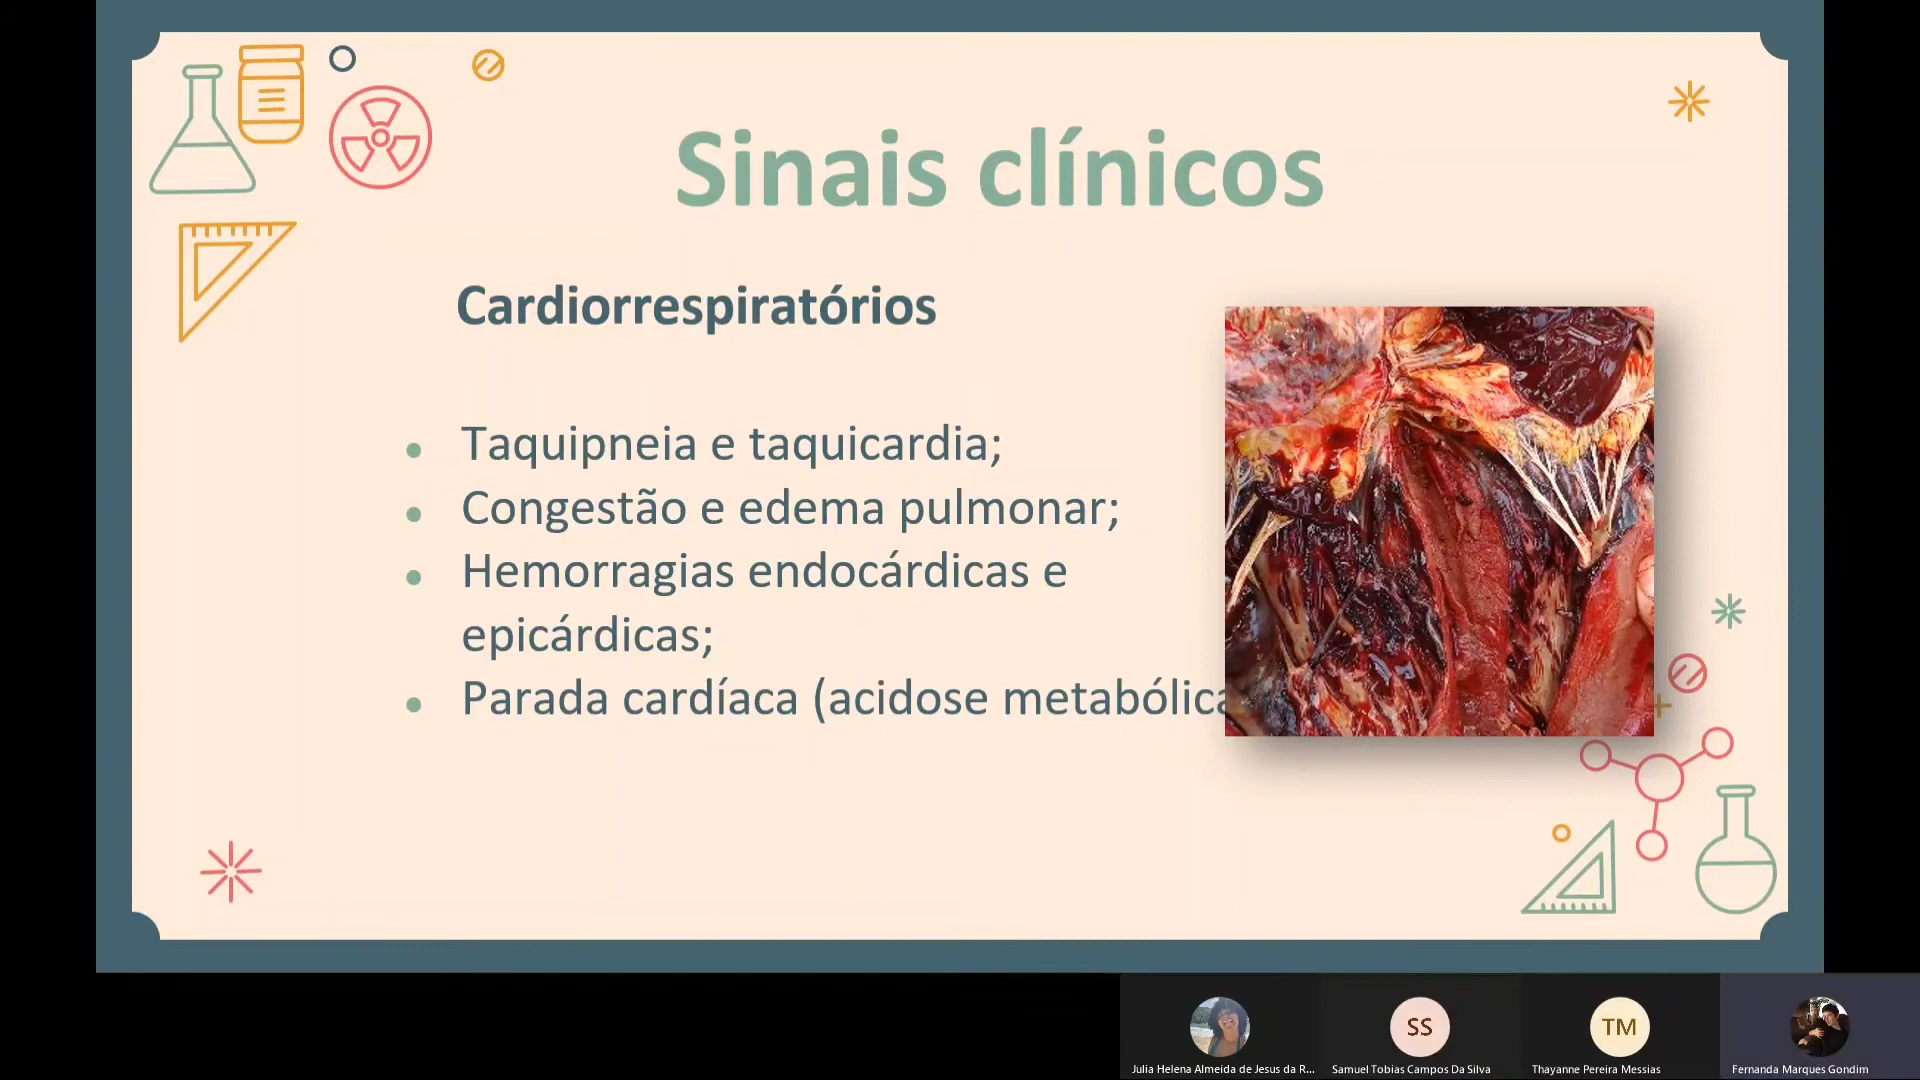 Sinais clínicos
Cardiorrespiratórios
Taquipneia e taquicardia;
Congestão e edema pulmonar;
Hemorragias endocárdicas e
epicárdicas;
Parada cardíaca (acidose metabólica
SS
TM
Julia Helena Almeida de Jesus da R...
Samuel Tobias Campos Da Silva
Thayanne Pereira Messias
Fernanda Marques Gondim